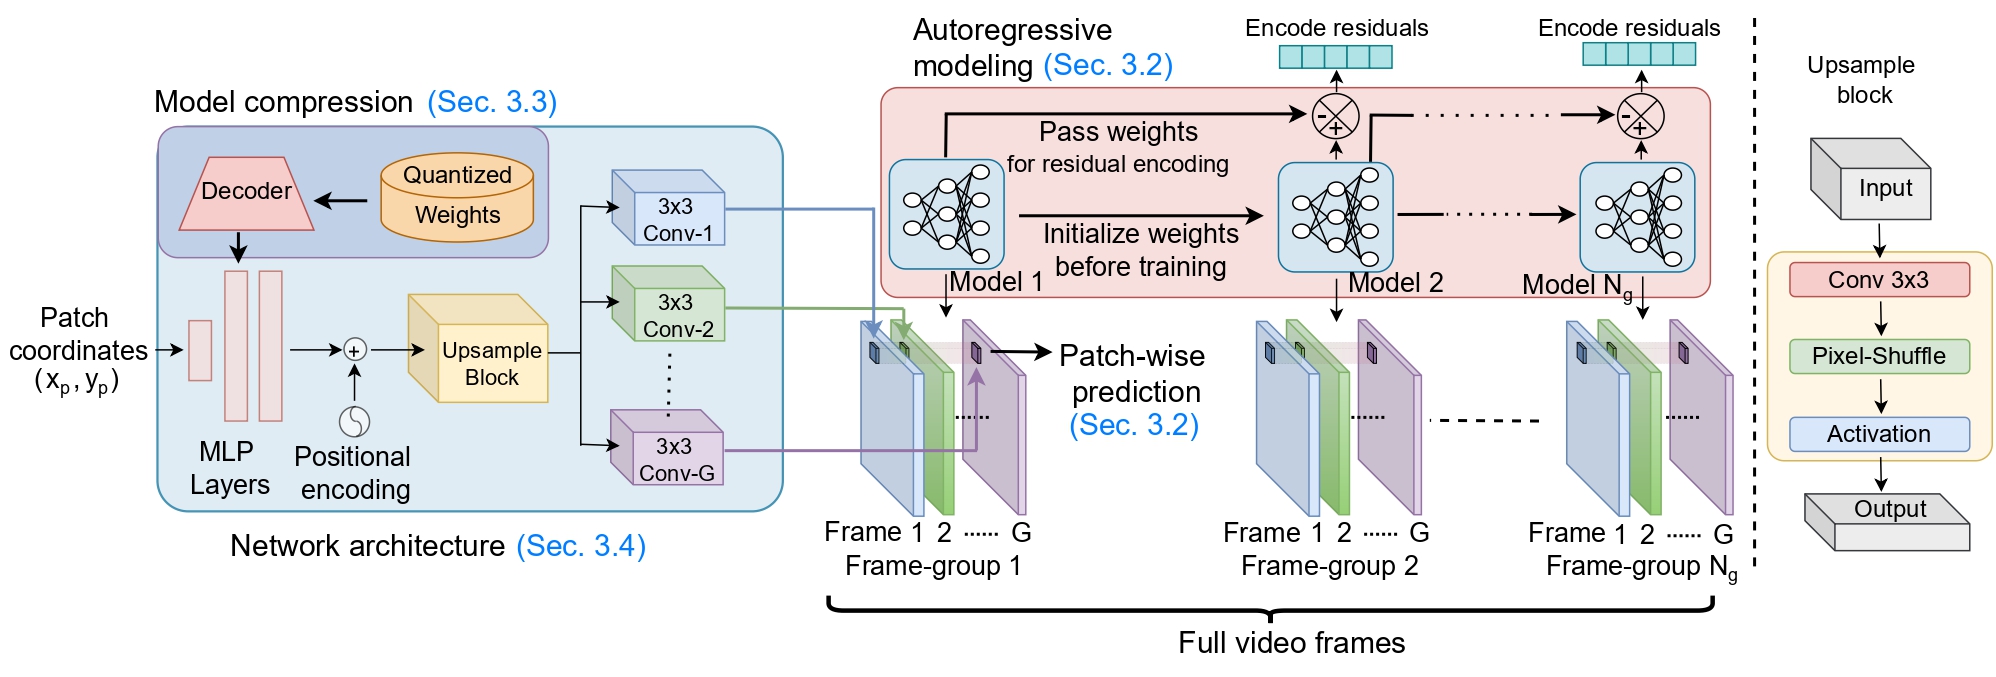 Model compression (Sec. 3.3)
Decoder
Quantized
Weights
Patch
coordinates
(xp, yp)
MLP
Layers
+
Positional
encoding
Upsample
Block
3x3
Conv-1
3x3
Conv-2
3x3
Conv-G
Network architecture (Sec. 3.4)
Autoregressive
modeling (Sec. 3.2)
Encode residuals
Encode residuals
Pass weights
for residual encoding
- +
- +
Initialize weights
before training
Model 1
Model 2
Model Ng
Patch-wise
prediction
(Sec. 3.2)
Frame 1 2 ...... G
Frame-group 1
Frame 1 2 ...... G
Frame-group 2
Frame 1 2 ...... G
Frame-group Ng
Full video frames
Upsample
block
Input
Conv 3x3
Pixel-Shuffle
Activation
Output